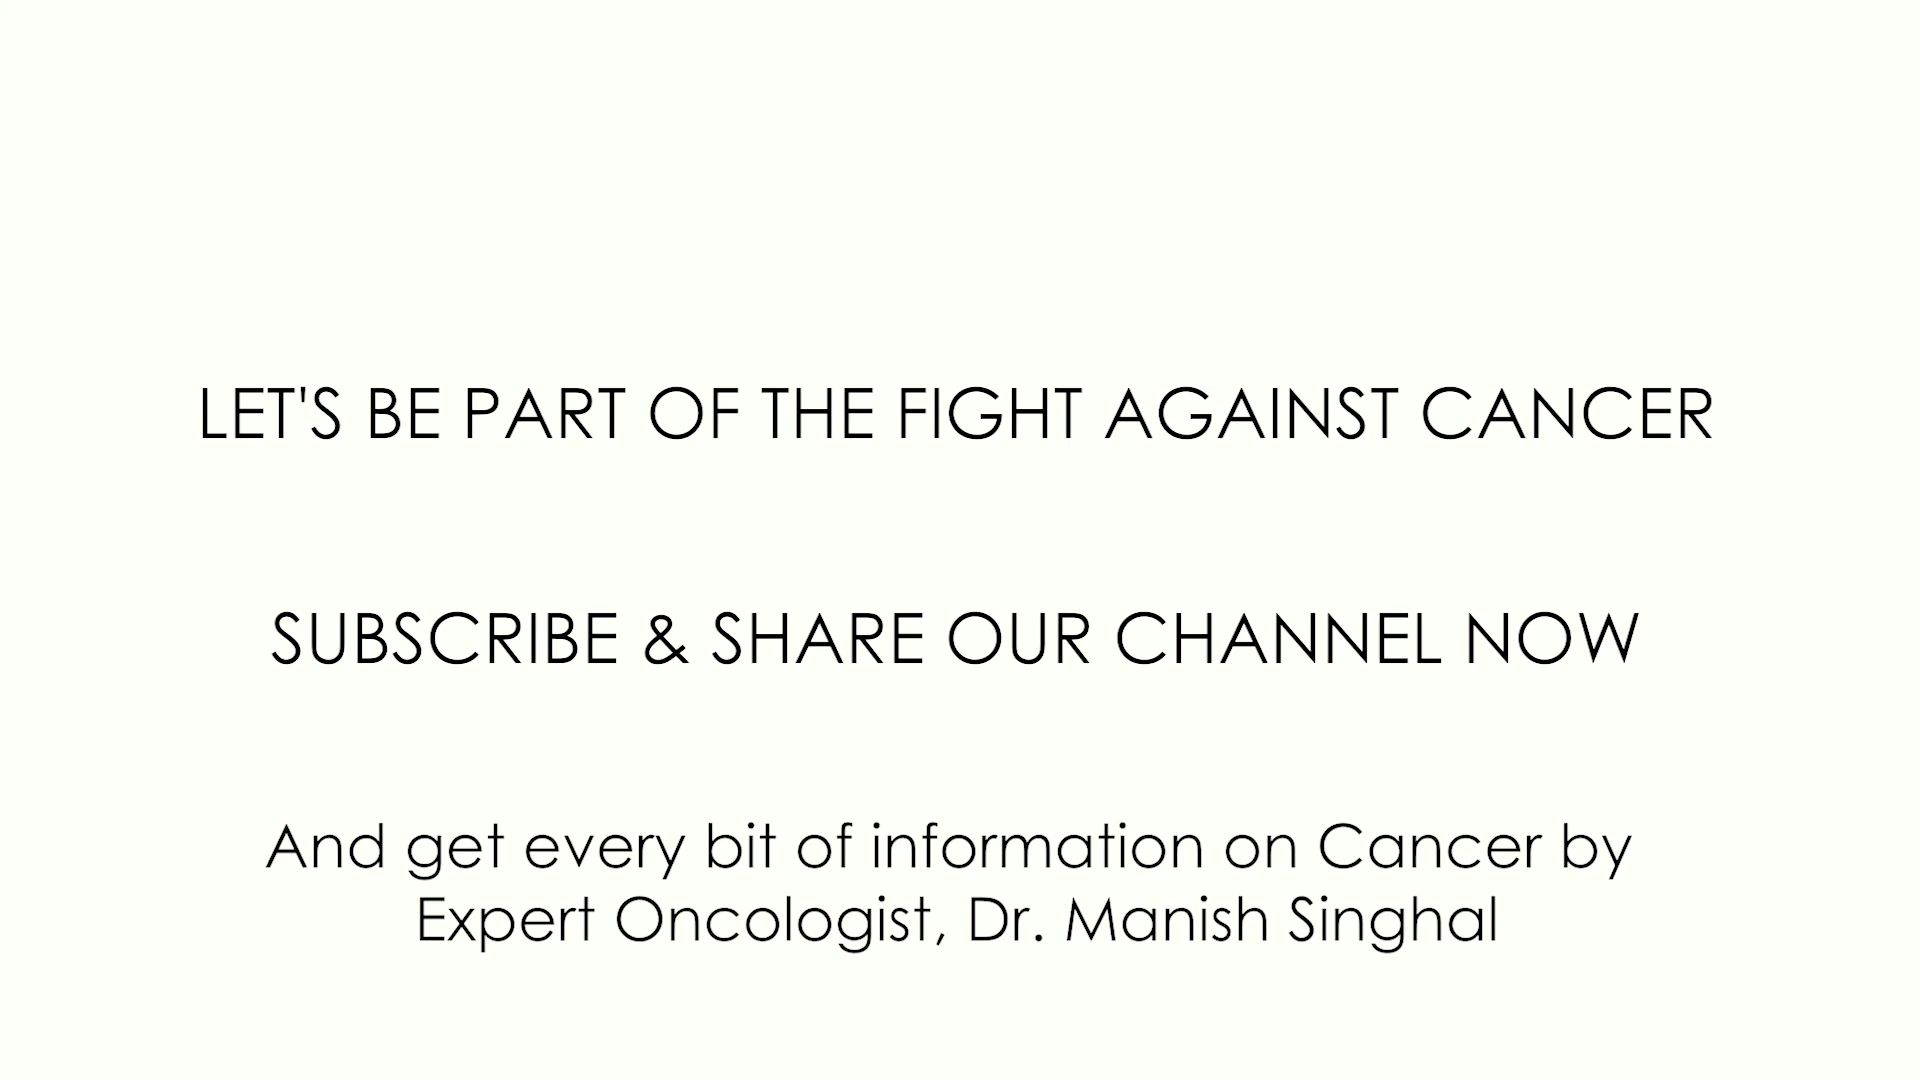 LET'S BE PART OF THE FIGHT AGAINST CANCER
SUBSCRIBE & SHARE OUR CHANNEL NOW
And get every bit of information on Cancer by
Expert Oncologist, Dr. Manish Singhal